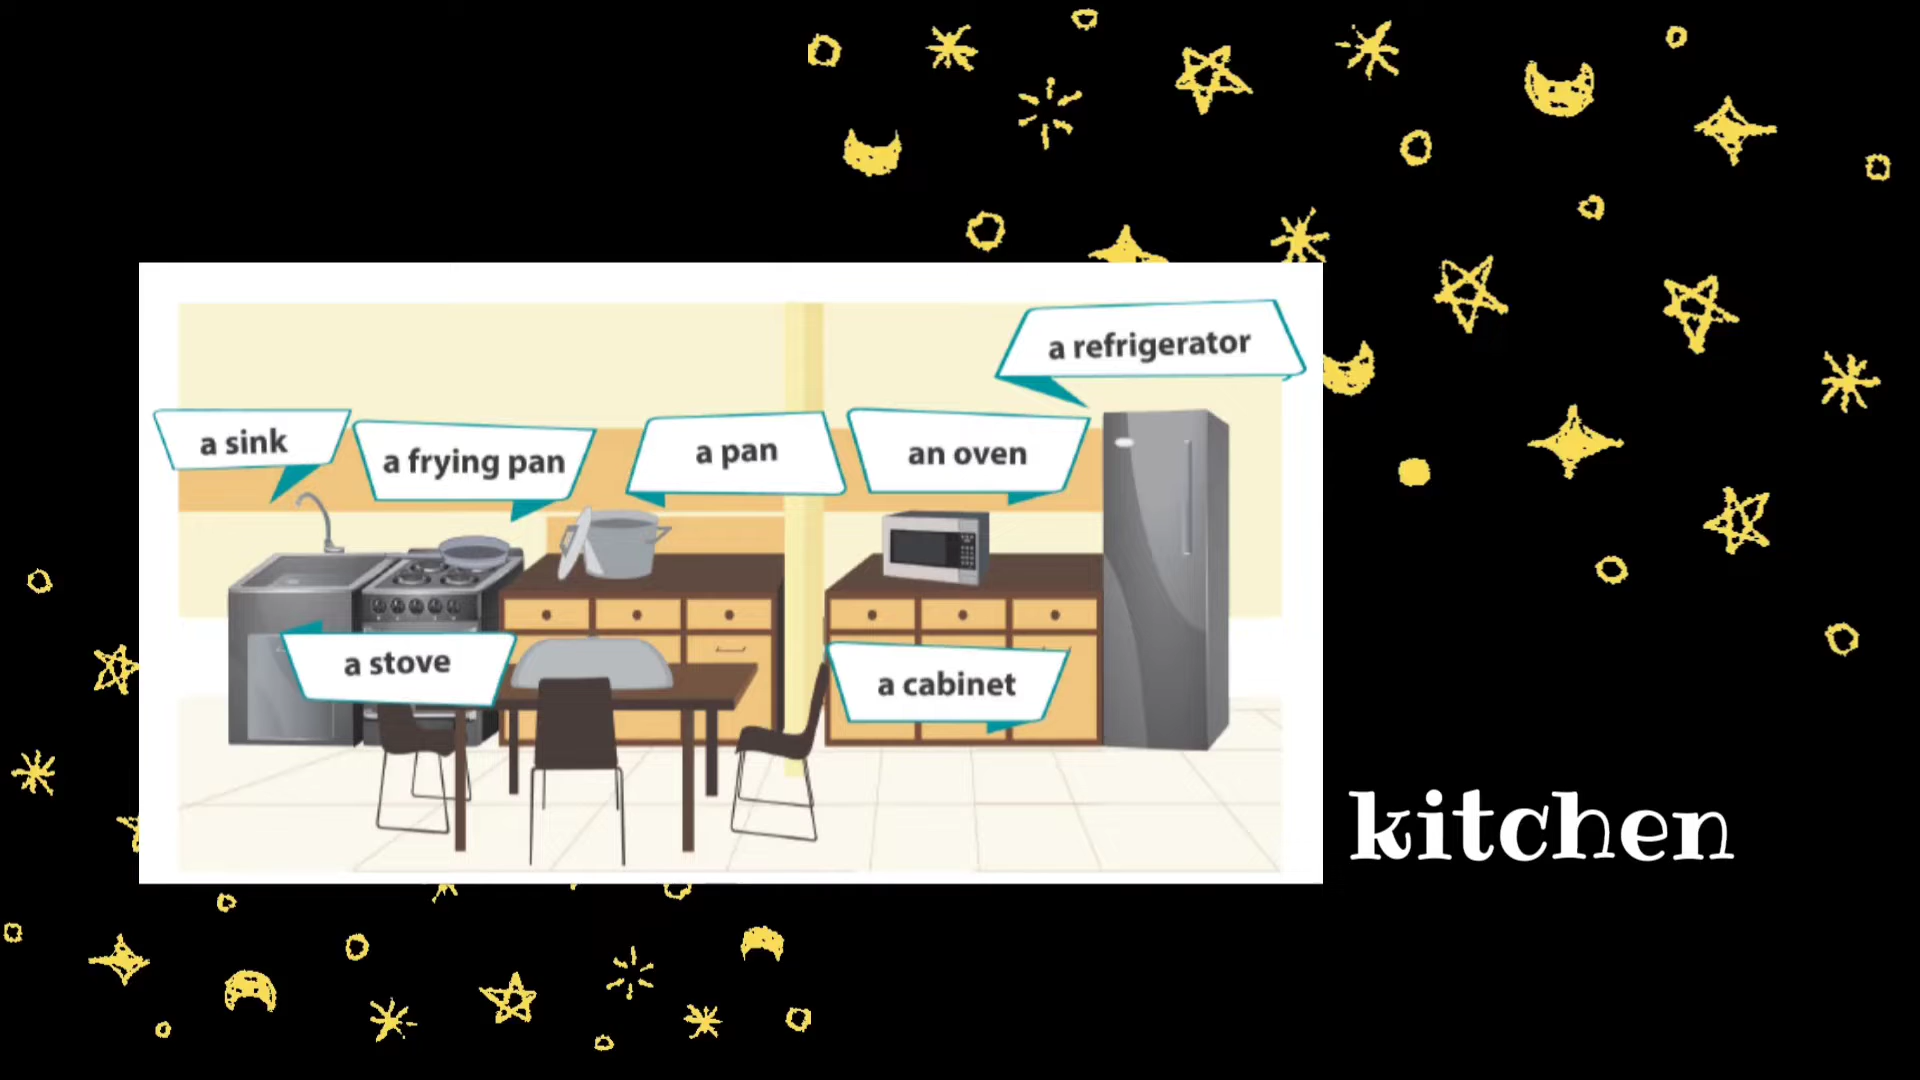 a refrigerator
a sink
a frying pan
a pan
an oven
a stove
a cabinet
kitchen